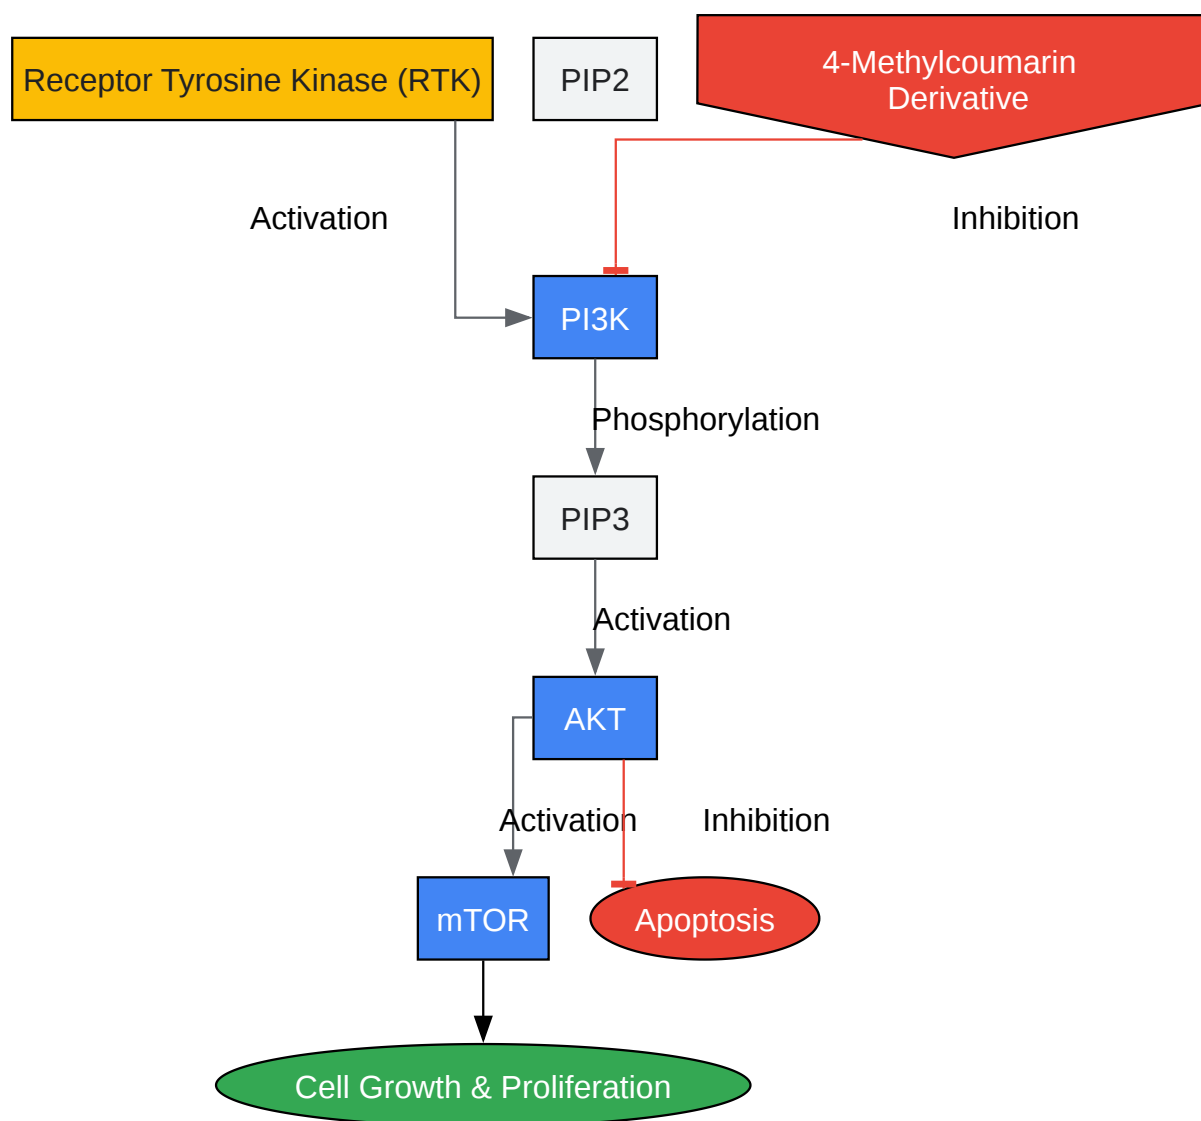 Receptor Tyrosine Kinase (RTK)
PIP2
4-Methylcoumarin
Derivative
Activation
Inhibition
PI3K
Phosphorylation
PIP3
Activation
AKT
Activation
Inhibition
mTOR
Apoptosis
Cell Growth & Proliferation